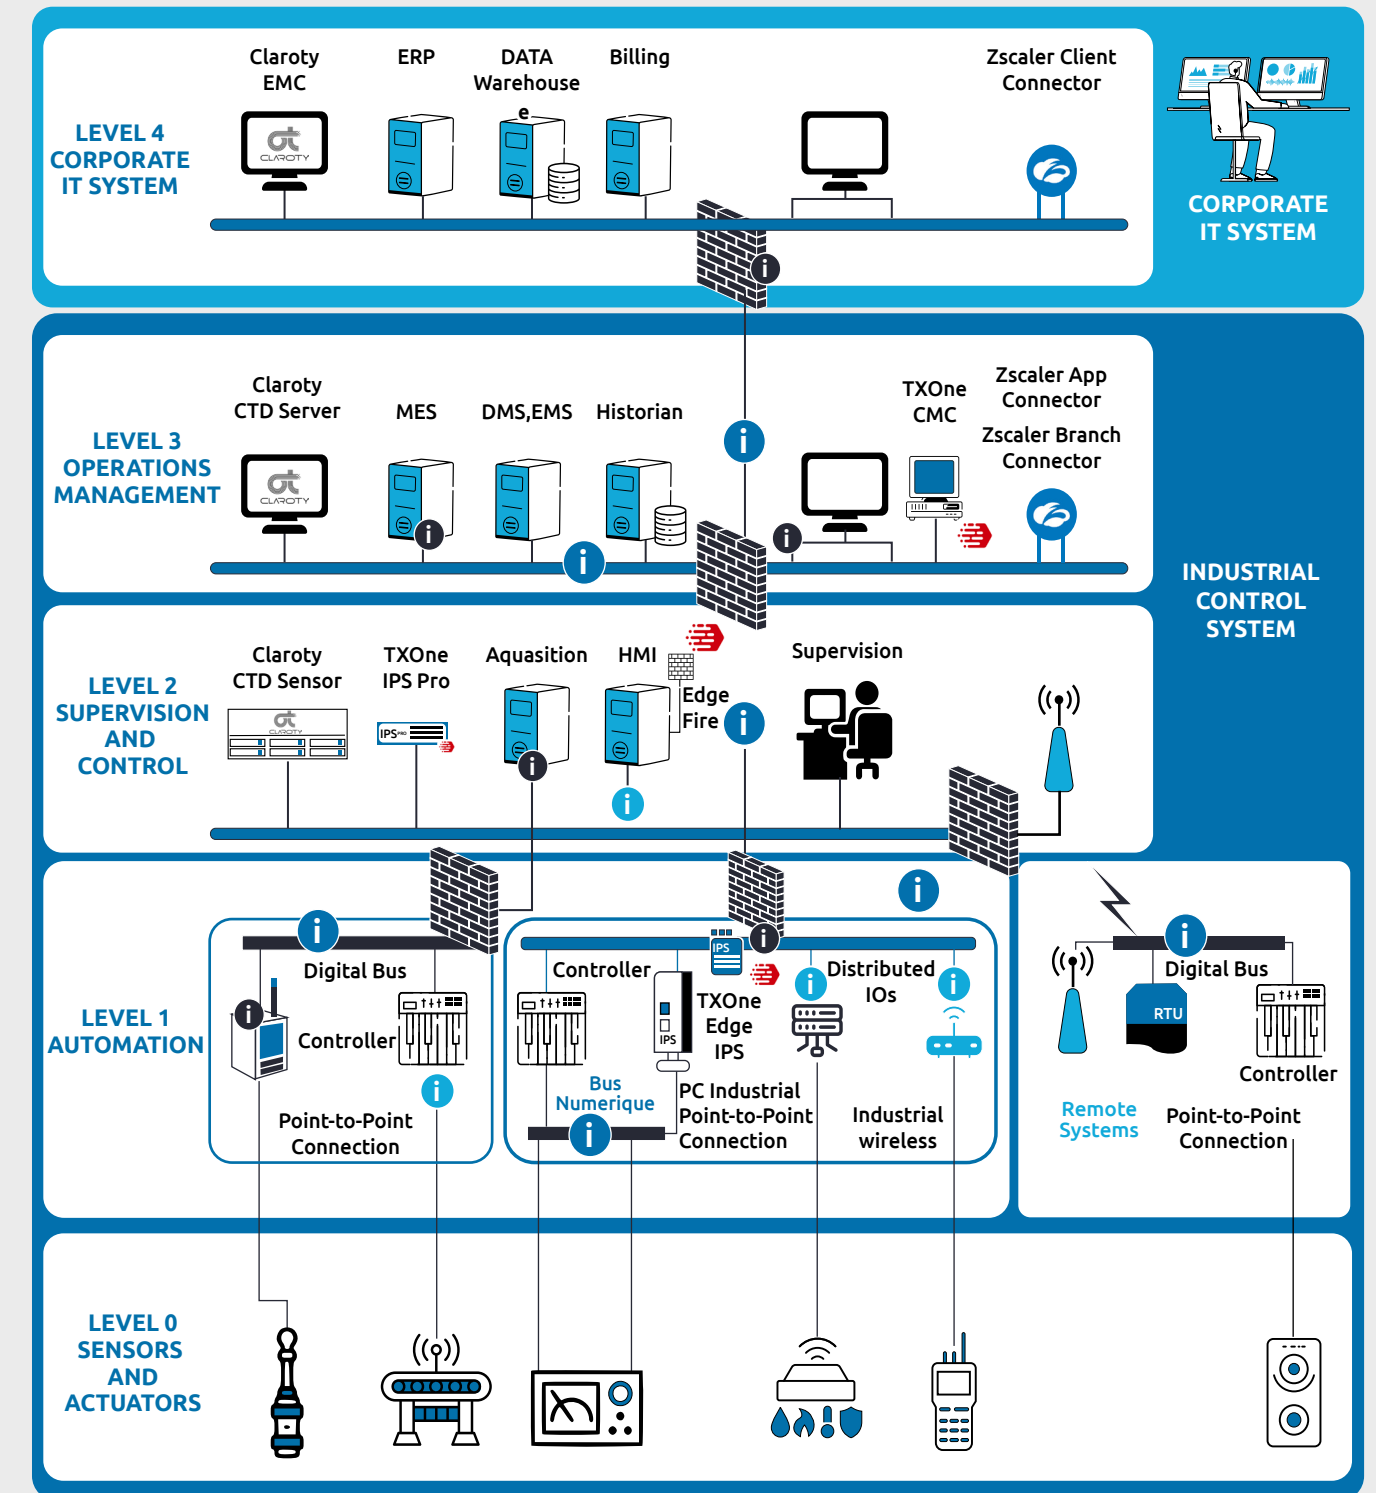 Claroty
EMC
ERP
DATA
Warehouse
e
Billing
Zscaler Client
Connector
LEVEL 4
CORPORATE
IT SYSTEM
CLAROTY
CORPORATE
IT SYSTEM
i
Claroty
CTD Server
MES
DMS,EMS
Historian
i
TXOne
CMC
Zscaler App
Connector
Zscaler Branch
Connector
LEVEL 3
OPERATIONS
MANAGEMENT
CLAROTY
i
i
i
INDUSTRIAL
CONTROL
SYSTEM
Claroty
CTD Sensor
TXOne
IPS Pro
Aquasition
HMI
Edge
Fire
i
Supervision
LEVEL 2
SUPERVISION
AND
CONTROL
CLAROTY
IPS PRO
i
i
i
i
Digital Bus
i
Controller
i
Point-to-Point
Connection
LEVEL 1
AUTOMATION
IPS
i
Controller
TXOne
Edge
IPS
IPS
i
Distributed
IOs
i
Bus
Numerique
i
PC Industrial
Point-to-Point
Connection
Industrial
wireless
i
Digital Bus
RTU
Controller
Remote
Systems
Point-to-Point
Connection
LEVEL 0
SENSORS
AND
ACTUATORS